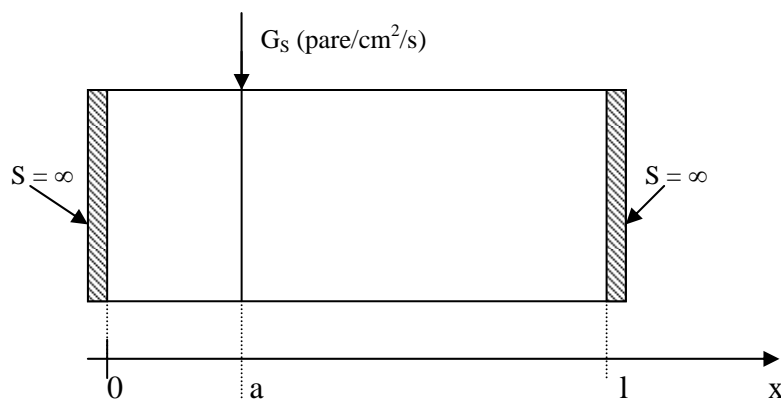 G_S (pare/cm²/s)
S = ∞
S = ∞
0 a l x